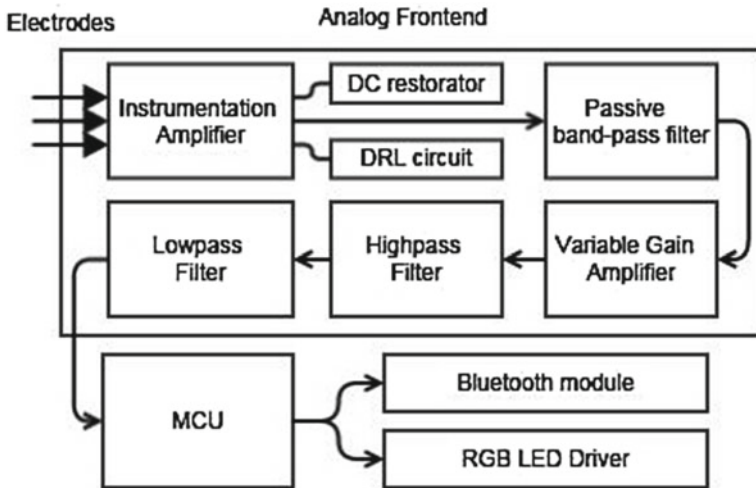 Electrodes
Analog Frontend
Instrumentation
Amplifier
DC restorator
DRL circuit
Passive
band-pass filter
Lowpass
Filter
Highpass
Filter
Variable Gain
Amplifier
MCU
Bluetooth module
RGB LED Driver